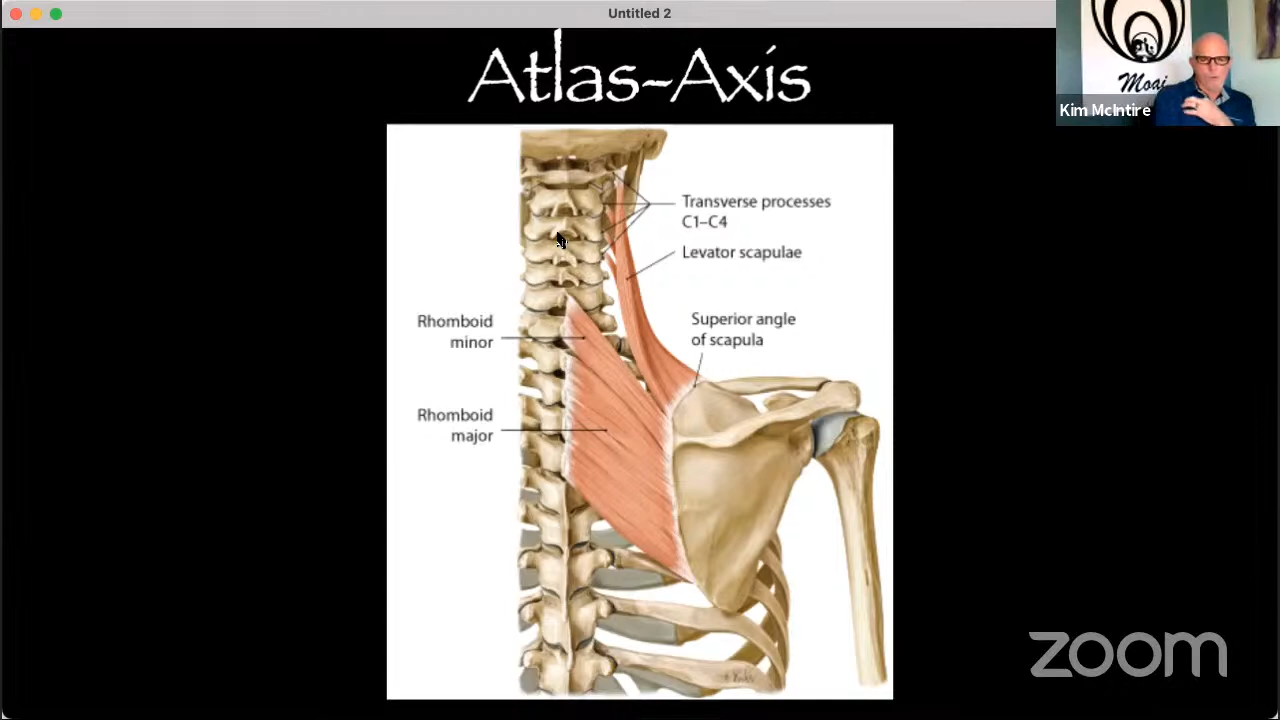 Untitled 2
Atlas-Axis
Moai
Kim McIntire
Transverse processes
C1–C4
Levator scapulae
Superior angle
of scapula
Rhomboid
minor
Rhomboid
major
zoom